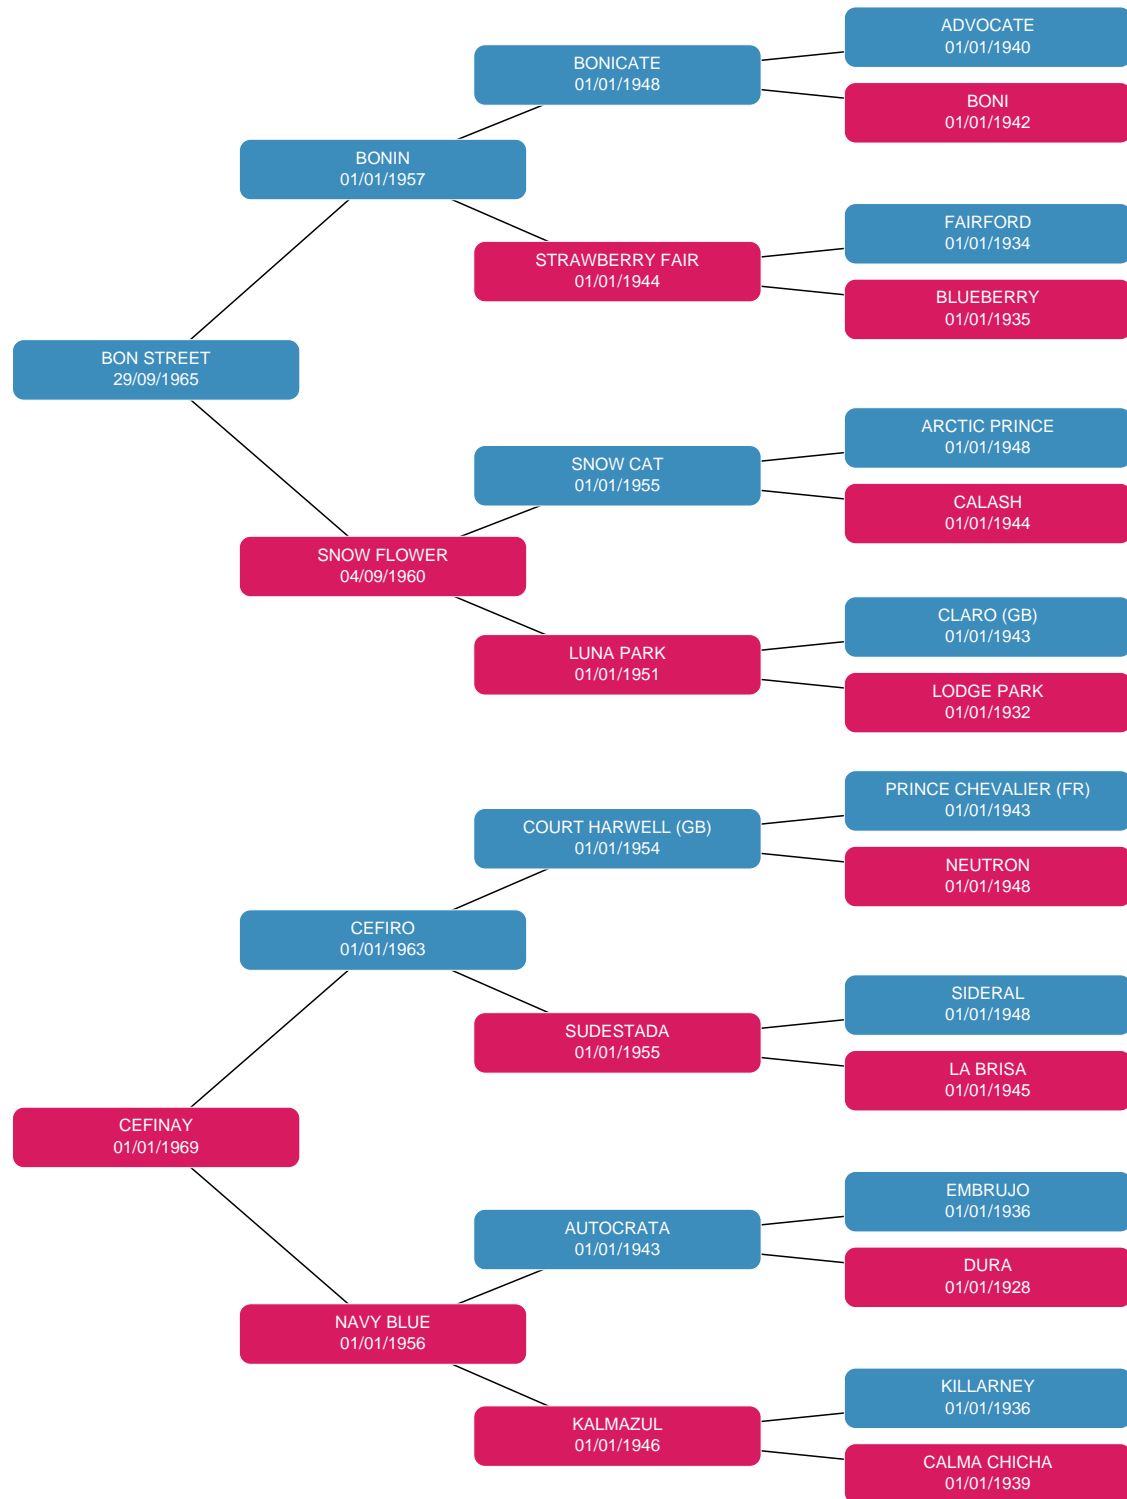 ADVOCATE
01/01/1940
BONICATE
01/01/1948
BONI
01/01/1942
BONIN
01/01/1957
FAIRFORD
01/01/1934
STRAWBERRY FAIR
01/01/1944
BLUEBERRY
01/01/1935
BON STREET
29/09/1965
ARCTIC PRINCE
01/01/1948
SNOW CAT
01/01/1955
CALASH
01/01/1944
SNOW FLOWER
04/09/1960
CLARO (GB)
01/01/1943
LUNA PARK
01/01/1951
LODGE PARK
01/01/1932
PRINCE CHEVALIER (FR)
01/01/1943
COURT HARWELL (GB)
01/01/1954
NEUTRON
01/01/1948
CEFIRO
01/01/1963
SIDERAL
01/01/1948
SUDESTADA
01/01/1955
LA BRISA
01/01/1945
CEFINAY
01/01/1969
EMBRUJO
01/01/1936
AUTOCRATA
01/01/1943
DURA
01/01/1928
NAVY BLUE
01/01/1956
KILLARNEY
01/01/1936
KALMAZUL
01/01/1946
CALMA CHICHA
01/01/1939